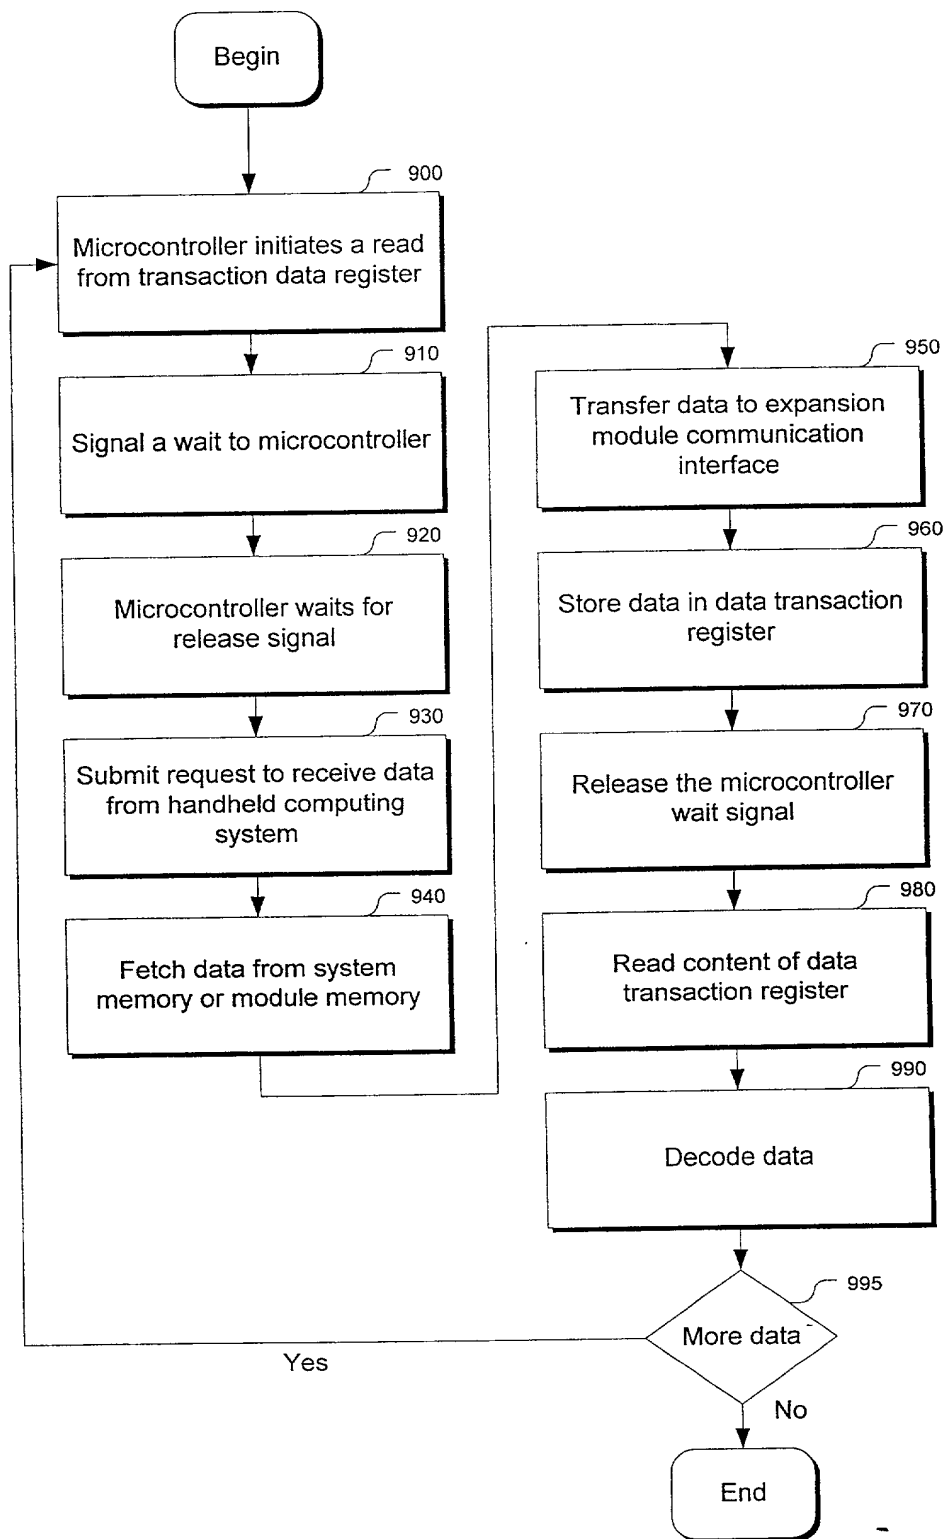 Begin
900
Microcontroller initiates a read
from transaction data register
910
Signal a wait to microcontroller
920
Microcontroller waits for
release signal
930
Submit request to receive data
from handheld computing
system
940
Fetch data from system
memory or module memory
950
Transfer data to expansion
module communication
interface
960
Store data in data transaction
register
970
Release the microcontroller
wait signal
980
Read content of data
transaction register
990
Decode data
995
More data
Yes
No
End